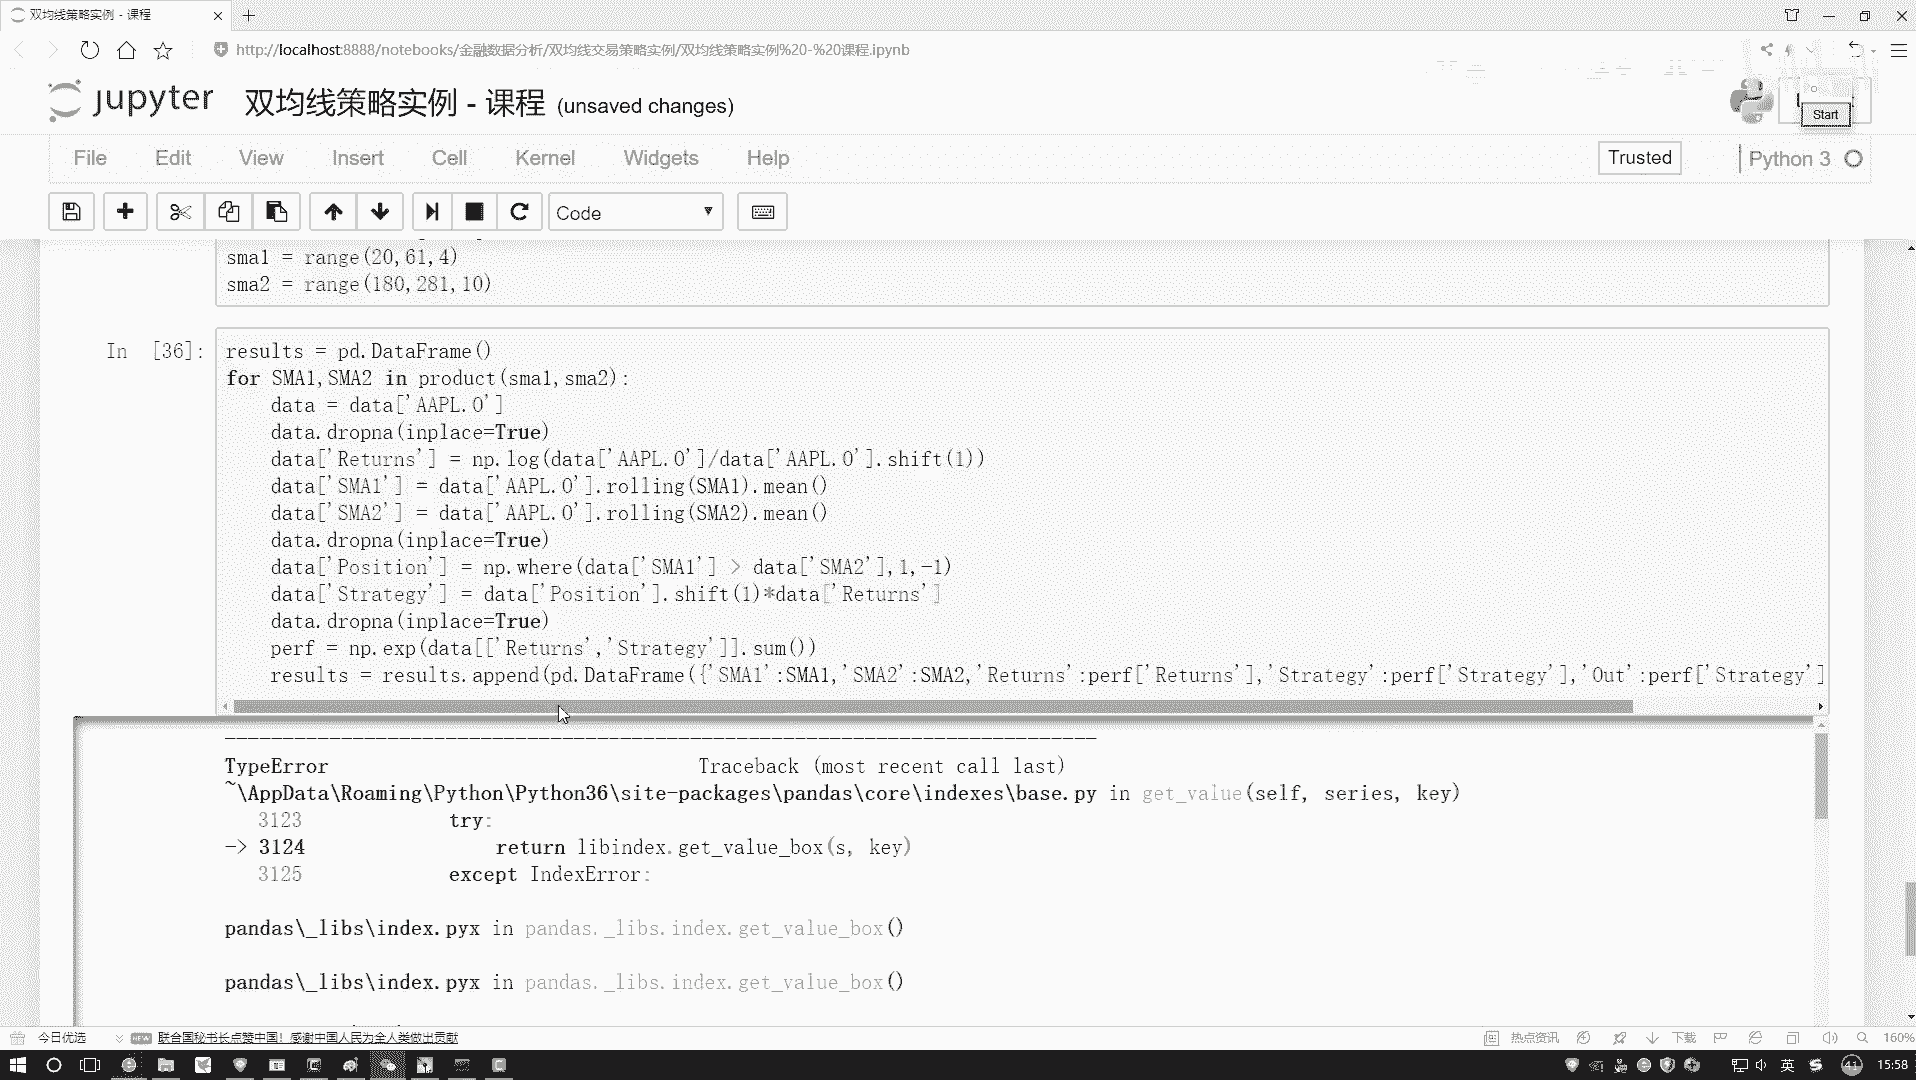 双均线策略实例 - 课程
http://localhost:8888/notebooks/金融数据分析/双均线交易策略实例/双均线策略实例%20-%20课程.ipynb
jupyter 双均线策略实例 - 课程 (unsaved changes)
Start
File Edit View Insert Cell Kernel Widgets Help
Trusted Python 3
Code
sma1 = range(20,61,4)
sma2 = range(180,281,10)
In [36]:
results = pd.DataFrame()
for SMA1,SMA2 in product(sma1,sma2):
    data = data['AAPL.O']
    data.dropna(inplace=True)
    data['Returns'] = np.log(data['AAPL.O']/data['AAPL.O'].shift(1))
    data['SMA1'] = data['AAPL.O'].rolling(SMA1).mean()
    data['SMA2'] = data['AAPL.O'].rolling(SMA2).mean()
    data.dropna(inplace=True)
    data['Position'] = np.where(data['SMA1'] > data['SMA2'],1,-1)
    data['Strategy'] = data['Position'].shift(1)*data['Returns']
    data.dropna(inplace=True)
    perf = np.exp(data[['Returns','Strategy']].sum())
    results = results.append(pd.DataFrame({'SMA1':SMA1,'SMA2':SMA2,'Returns':perf['Returns'],'Strategy':perf['Strategy'],'Out':perf['Strategy']
TypeError Traceback (most recent call last)
~\AppData\Roaming\Python\Python36\site-packages\pandas\core\indexes\base.py in get_value(self, series, key)
3123 try:
-> 3124 return libindex.get_value_box(s, key)
3125 except IndexError:
pandas\_libs\index.pyx in pandas._libs.index.get_value_box()
pandas\_libs\index.pyx in pandas._libs.index.get_value_box()
今日优选 NEW 联合国秘书长点赞中国！感谢中国人民为全人类做出贡献 热点资讯 下载 160%
英 41 15:58